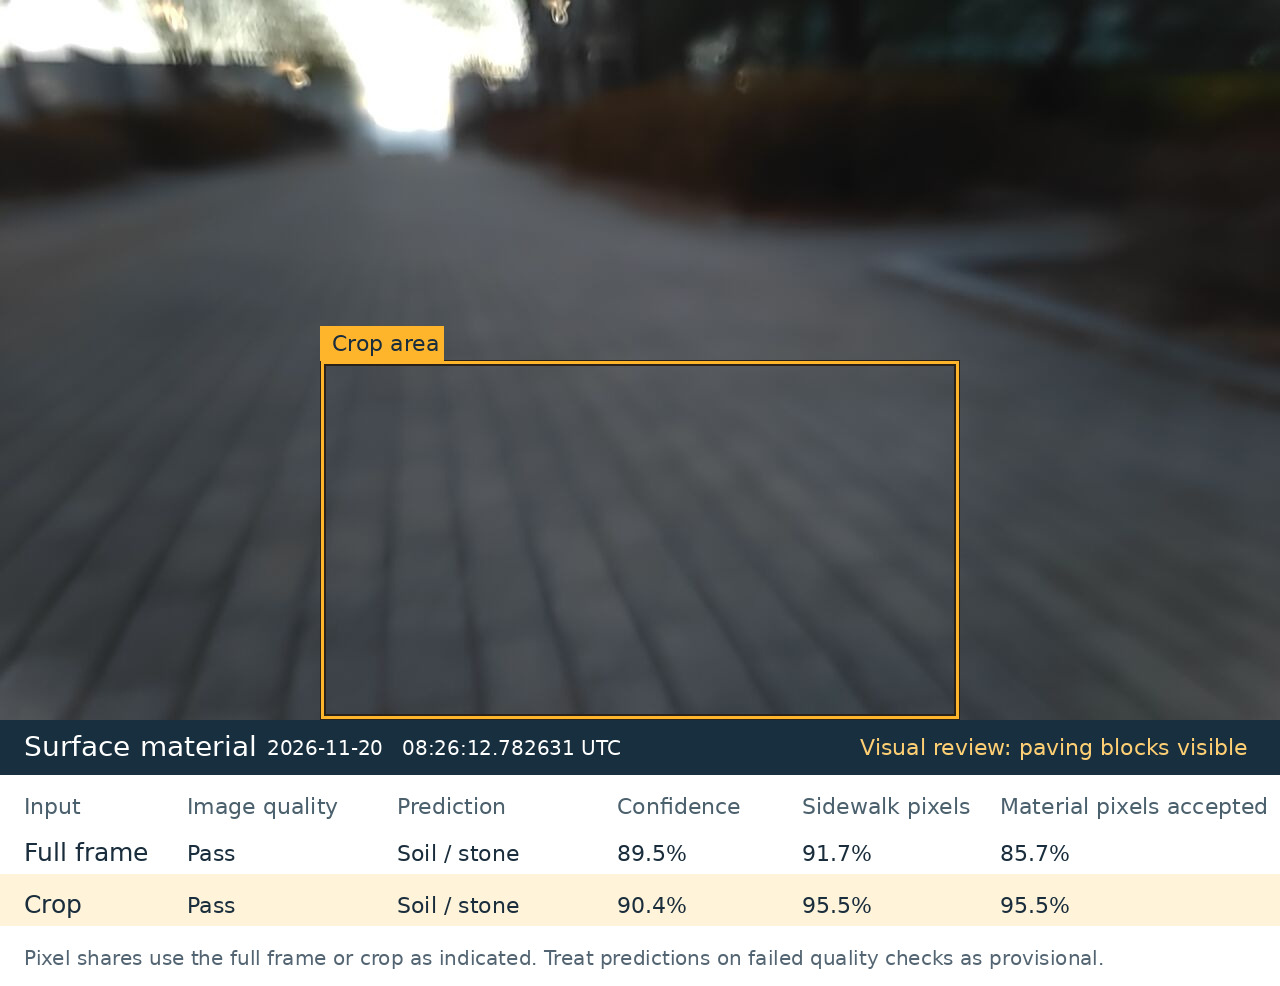 Crop area
Surface material 2026-11-20 08:26:12.782631 UTC Visual review: paving blocks visible
Input Image quality Prediction Confidence Sidewalk pixels Material pixels accepted
Full frame Pass Soil / stone 89.5% 91.7% 85.7%
Crop Pass Soil / stone 90.4% 95.5% 95.5%
Pixel shares use the full frame or crop as indicated. Treat predictions on failed quality checks as provisional.